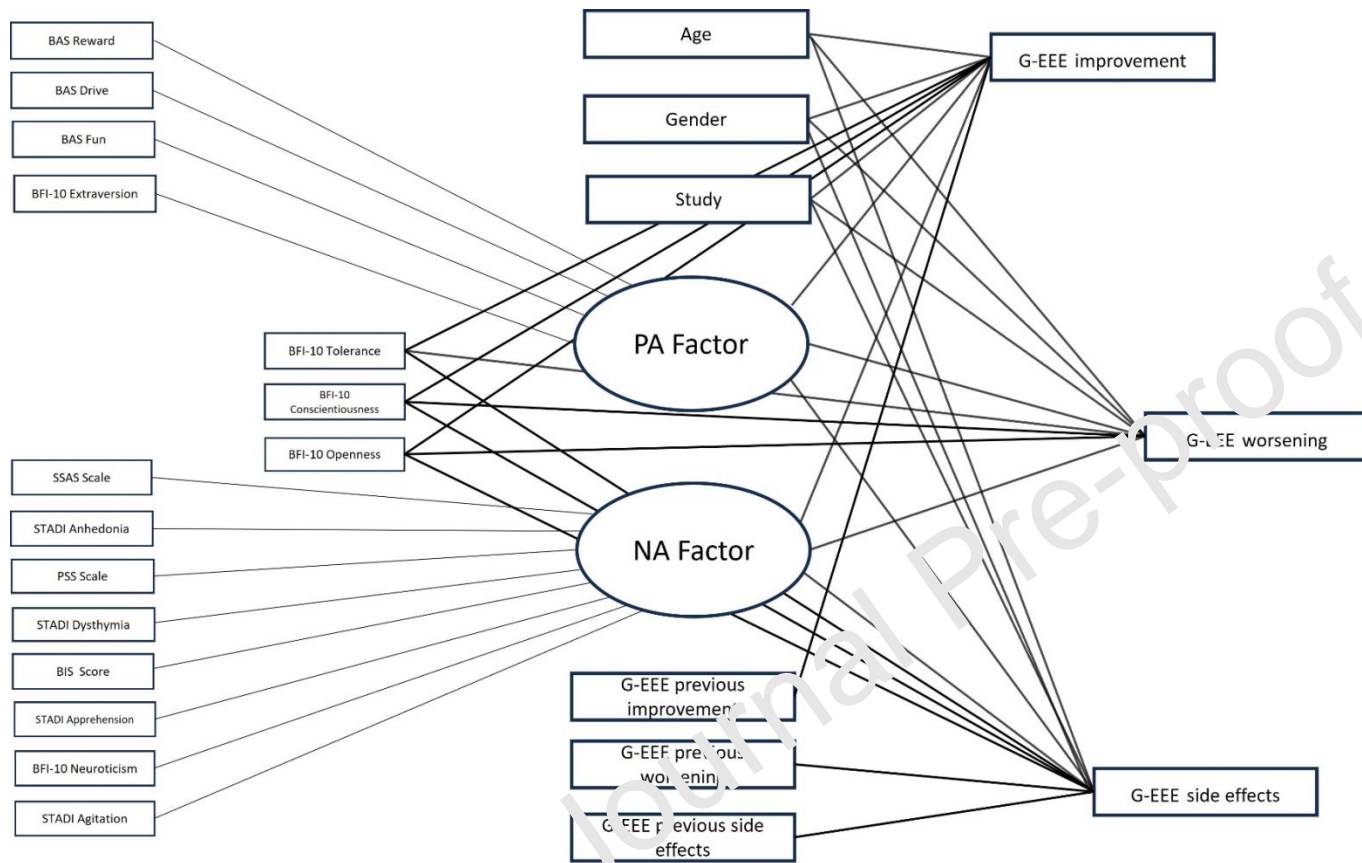 BAS Reward
BAS Drive
BAS Fun
BFI-10 Extraversion
BFI-10 Tolerance
BFI-10
Conscientiousness
BFI-10 Openness
SSAS Scale
STADI Anhedonia
PSS Scale
STADI Dysthymia
BIS Score
STADI Apprehension
BFI-10 Neuroticism
STADI Agitation
Age
Gender
Study
PA Factor
NA Factor
G-EEE previous
improvement
G-EEE previous
worsening
G-EEE previous side
effects
G-EEE improvement
G-EEE worsening
G-EEE side effects
Journal Pre-proof